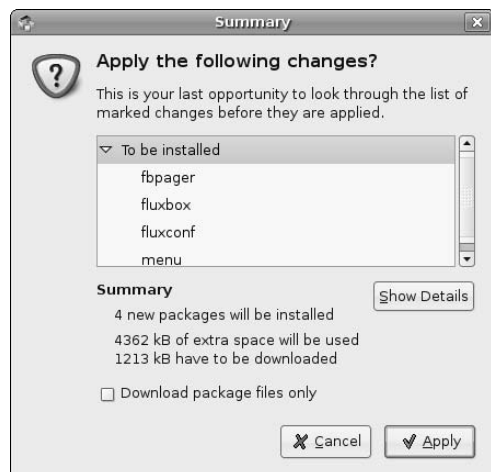 Summary
Apply the following changes?
This is your last opportunity to look through the list of
marked changes before they are applied.
To be installed
fbpager
fluxbox
fluxconf
menu
Summary
Show Details
4 new packages will be installed
4362 kB of extra space will be used
1213 kB have to be downloaded
Download package files only
Cancel
Apply